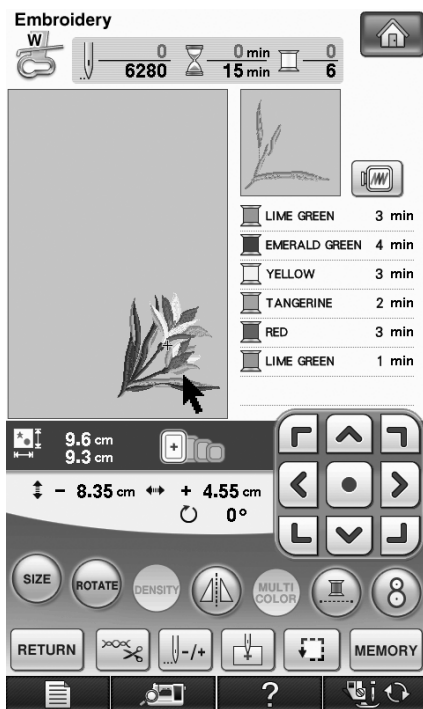 Embroidery
W
0 0 min 0
6280 15 min 6
LIME GREEN 3 min
EMERALD GREEN 4 min
YELLOW 3 min
TANGERINE 2 min
RED 3 min
LIME GREEN 1 min
9.6 cm
9.3 cm
- 8.35 cm + 4.55 cm
0°
SIZE ROTATE DENSITY MULTI COLOR 8
RETURN -/+ MEMORY
?